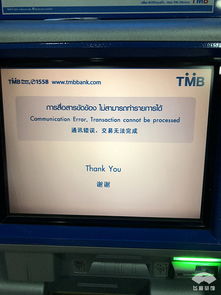 TMB
1558 www.tmbbank.com
TMB
การสื่อสารขัดข้อง ไม่สามารถทำรายการได้
Communication Error, Transaction cannot be processed
通讯错误，交易无法完成
Thank You
谢谢